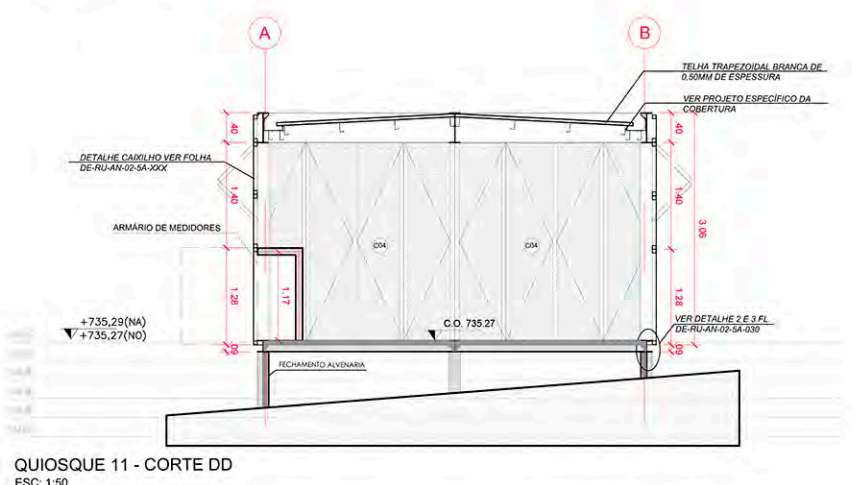 A
B
TELHA TRAPEZOIDAL BRANCA DE
0,50MM DE ESPESSURA
VER PROJETO ESPECÍFICO DA
COBERTURA
.40
.40
DETALHE CAIXILHO VER FOLHA
DE-RU-AN-02-5A-XXX
1.40
1.40
3.06
ARMÁRIO DE MEDIDORES
C04
C04
1.28
1.17
1.28
+735,29(NA)
+735,27(NO)
C.O. 735.27
VER DETALHE 2 E 3 FL
DE-RU-AN-02-5A-030
.09
.09
FECHAMENTO ALVENARIA
QUIOSQUE 11 - CORTE DD
ESC: 1:50